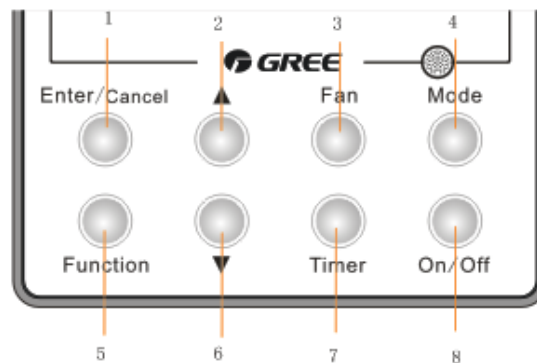 1 2 3 4
GREE
Enter/Cancel ▲ Fan Mode
Function ▼ Timer On/Off
5 6 7 8